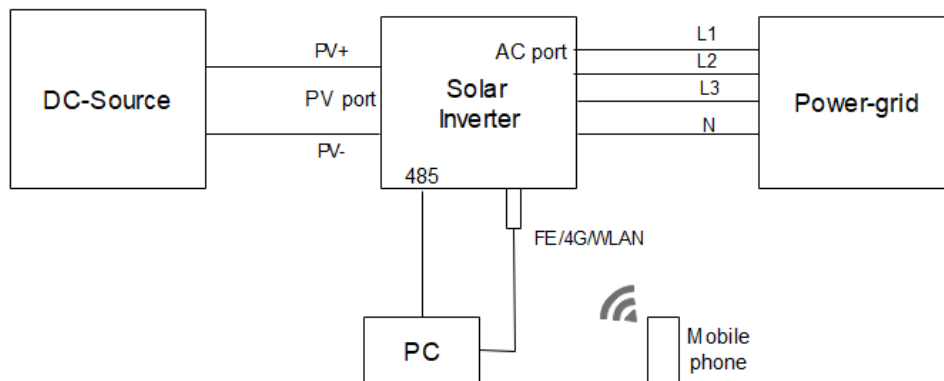 DC-Source
PV+
PV port
PV-
Solar
Inverter
AC port
485
L1
L2
L3
N
Power-grid
FE/4G/WLAN
PC
Mobile
phone